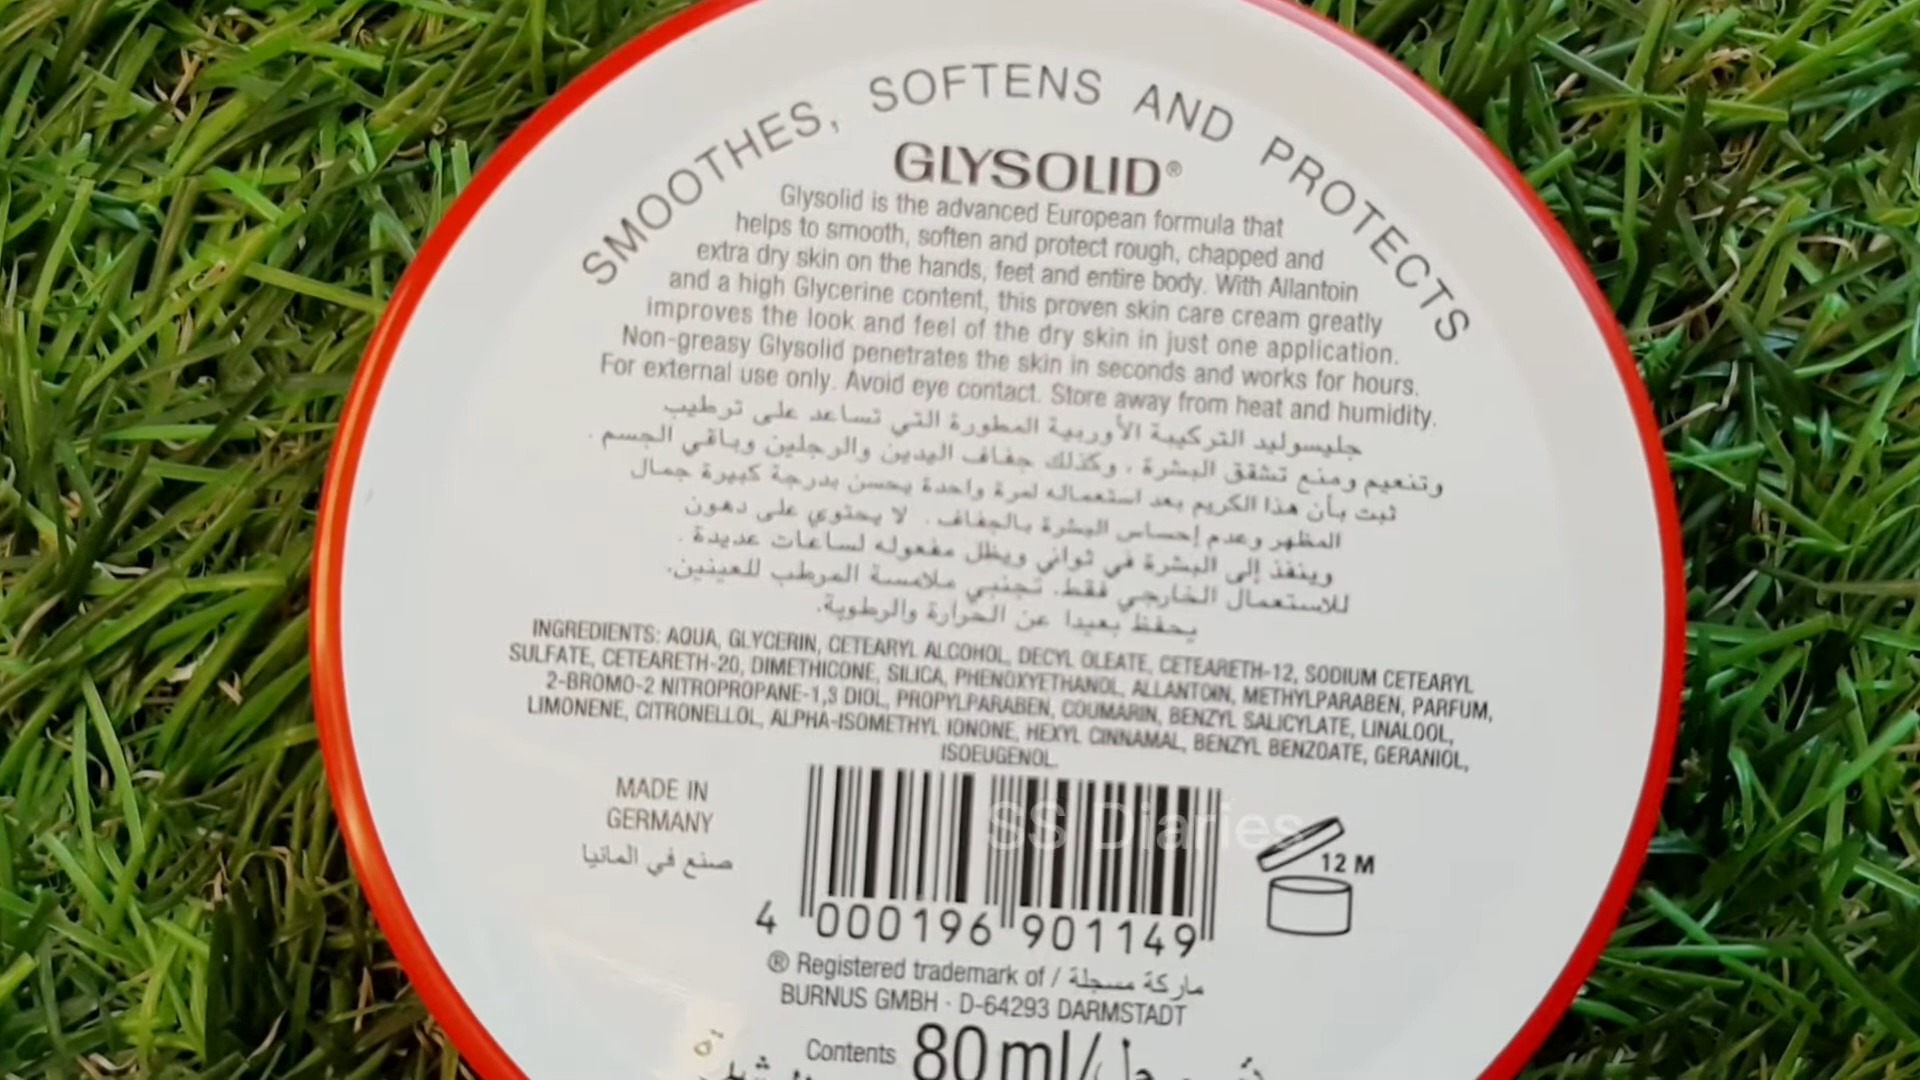 SMOOTHES, SOFTENS AND PROTECTS
GLYSOLID®
Glysolid is the advanced European formula that
helps to smooth, soften and protect rough, chapped and
extra dry skin on the hands, feet and entire body. With Allantoin
and a high Glycerine content, this proven skin care cream greatly
improves the look and feel of the dry skin in just one application.
Non-greasy Glysolid penetrates the skin in seconds and works for hours.
For external use only. Avoid eye contact. Store away from heat and humidity.
جليسوليد التركيبة الأوربية المطورة التي تساعد على ترطيب
وتنعيم ومنع تشقق البشرة ، وكذلك جفاف اليدين والرجلين وباقي الجسم .
ثبت بأن هذا الكريم بعد استعماله لمرة واحدة يحسن بدرجة كبيرة جمال
المظهر وعدم إحساس البشرة بالجفاف . لا يحتوي على دهون
وينفذ إلى البشرة في ثواني ويظل مفعوله لساعات عديدة .
للاستعمال الخارجي فقط. تجنبي ملامسة المرطب للعينين.
يحفظ بعيدا عن الحرارة والرطوبة.
INGREDIENTS: AQUA, GLYCERIN, CETEARYL ALCOHOL, DECYL OLEATE, CETEARETH-12, SODIUM CETEARYL
SULFATE, CETEARETH-20, DIMETHICONE, SILICA, PHENOXYETHANOL, ALLANTOIN, METHYLPARABEN, PARFUM,
2-BROMO-2 NITROPROPANE-1,3 DIOL, PROPYLPARABEN, COUMARIN, BENZYL SALICYLATE, LINALOOL,
LIMONENE, CITRONELLOL, ALPHA-ISOMETHYL IONONE, HEXYL CINNAMAL, BENZYL BENZOATE, GERANIOL,
ISOEUGENOL.
MADE IN
GERMANY
صنع في المانيا
SS Diaries
12 M
4 000196 901149
® Registered trademark of / ماركة مسجلة
BURNUS GMBH · D-64293 DARMSTADT
Contents 80 ml/